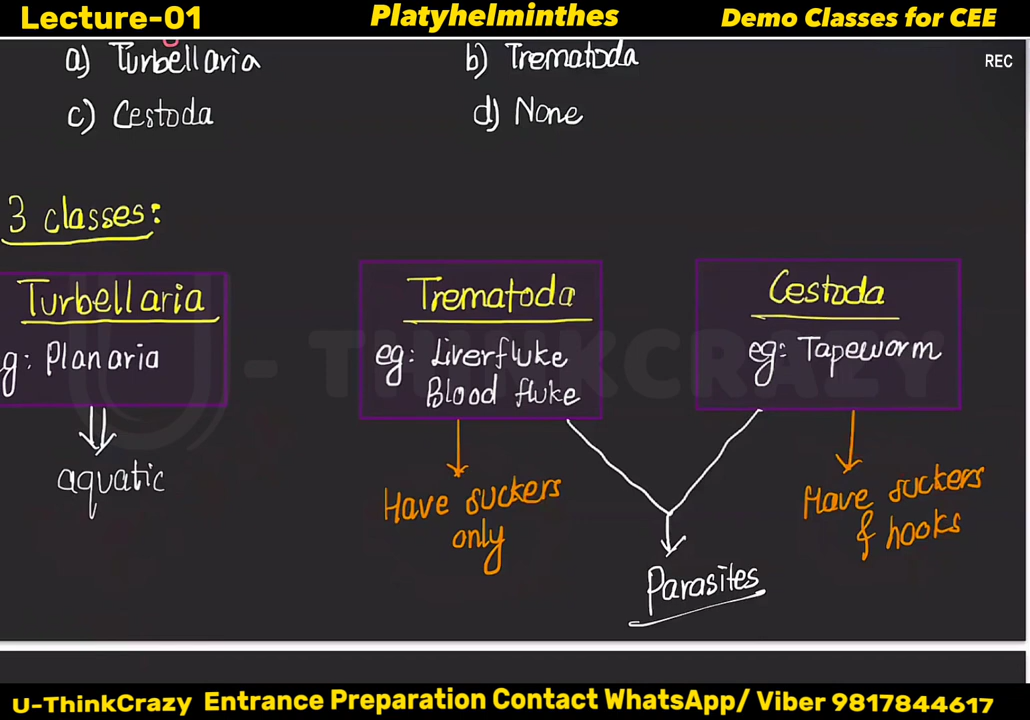 Lecture-01 Platyhelminthes Demo Classes for CEE
REC
a) Turbellaria b) Trematoda
c) Cestoda d) None
3 classes:
Turbellaria
g: Planaria
aquatic
Trematoda
eg: Liverfluke
Blood fluke
Have suckers
only
Cestoda
eg: Tapeworm
Have suckers
& hooks
Parasites
U-THINKCRAZY
U-ThinkCrazy Entrance Preparation Contact WhatsApp/ Viber 9817844617